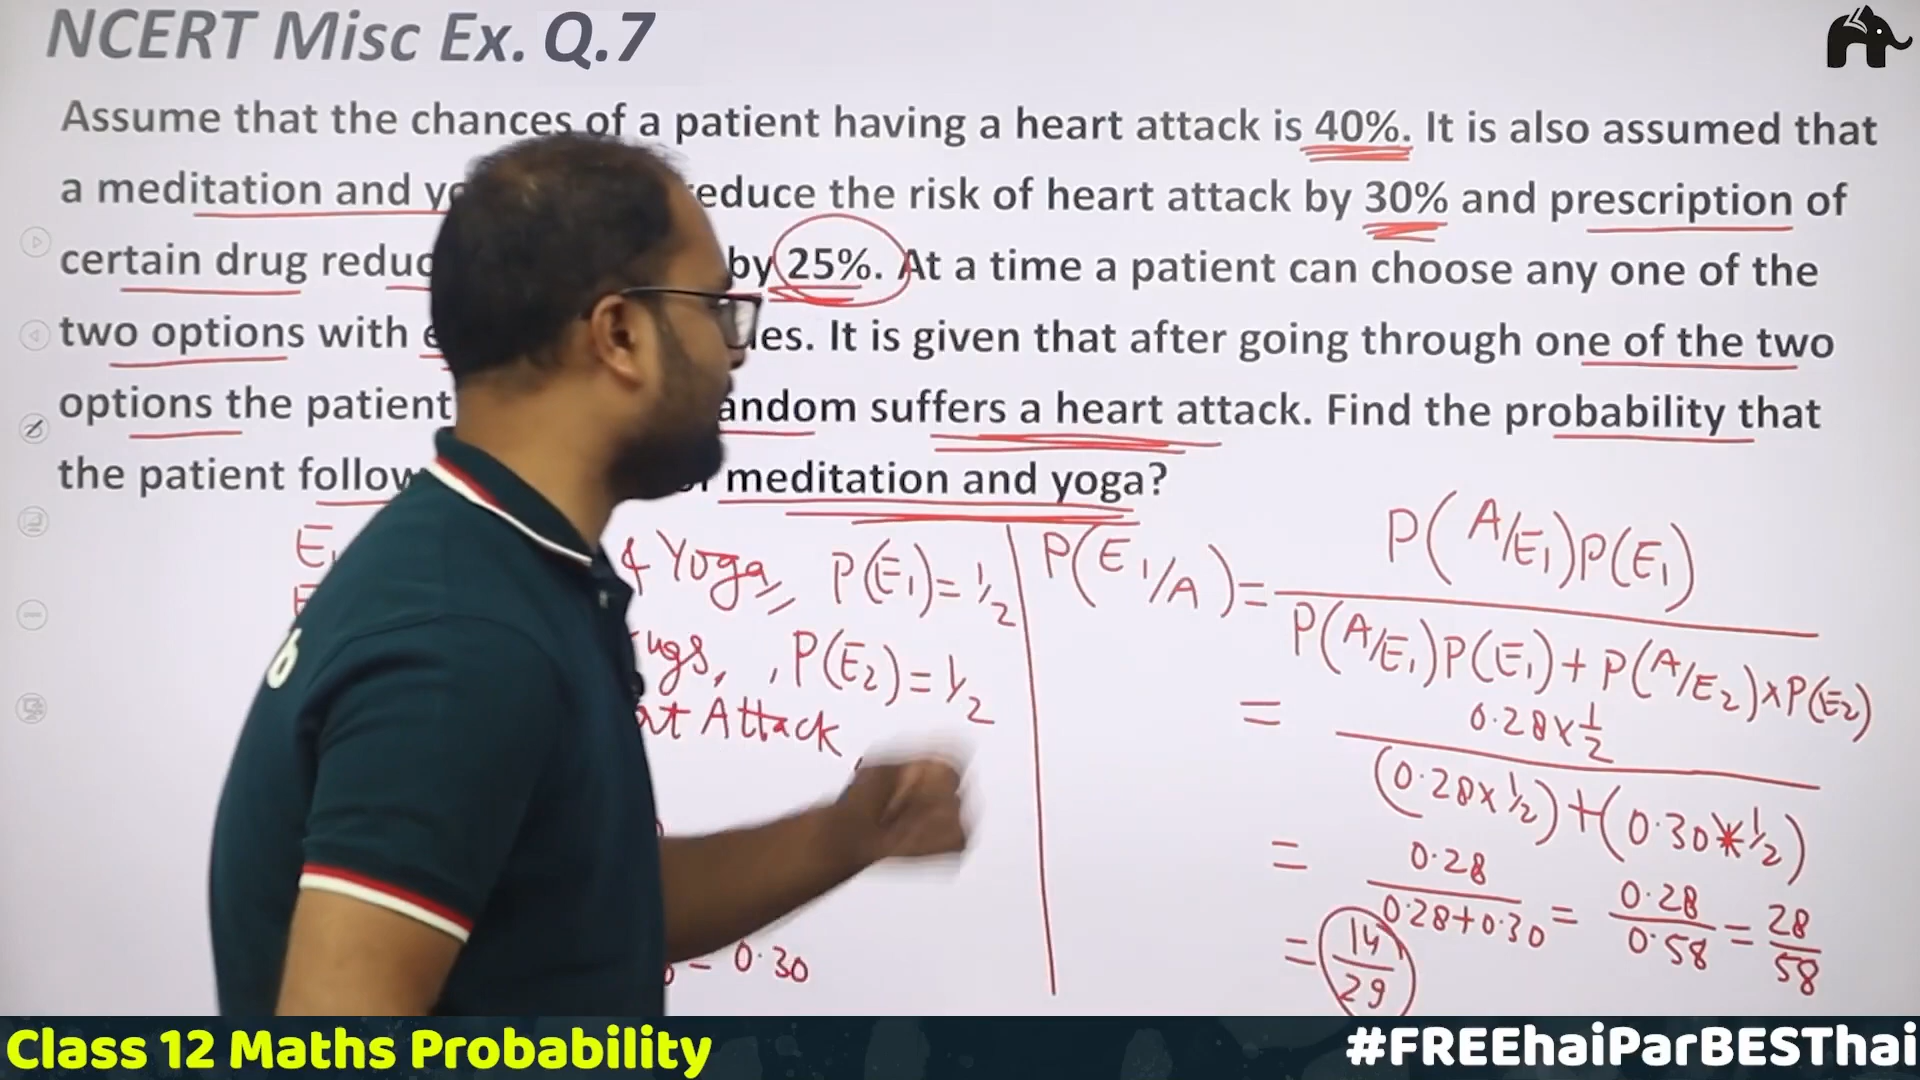 NCERT Misc Ex. Q.7
Assume that the chances of a patient having a heart attack is 40%. It is also assumed that
a meditation and reduce the risk of heart attack by 30% and prescription of
certain drug by 25%. At a time a patient can choose any one of the
two options with It is given that after going through one of the two
options the patient random suffers a heart attack. Find the probability that
the patient meditation and yoga?
& Yoga, P(E1) = 1/2
, P(E2) = 1/2
Attack
0.30
P(E1/A) = P(A/E1)P(E1)
P(A/E1)P(E1) + P(A/E2)×P(E2)
= 0.28×1/2
(0.28×1/2)+(0.30*1/2)
= 0.28
0.28+0.30 = 0.28/0.58 = 28/58
= 14/29
Class 12 Maths Probability
#FREEhaiParBESThai